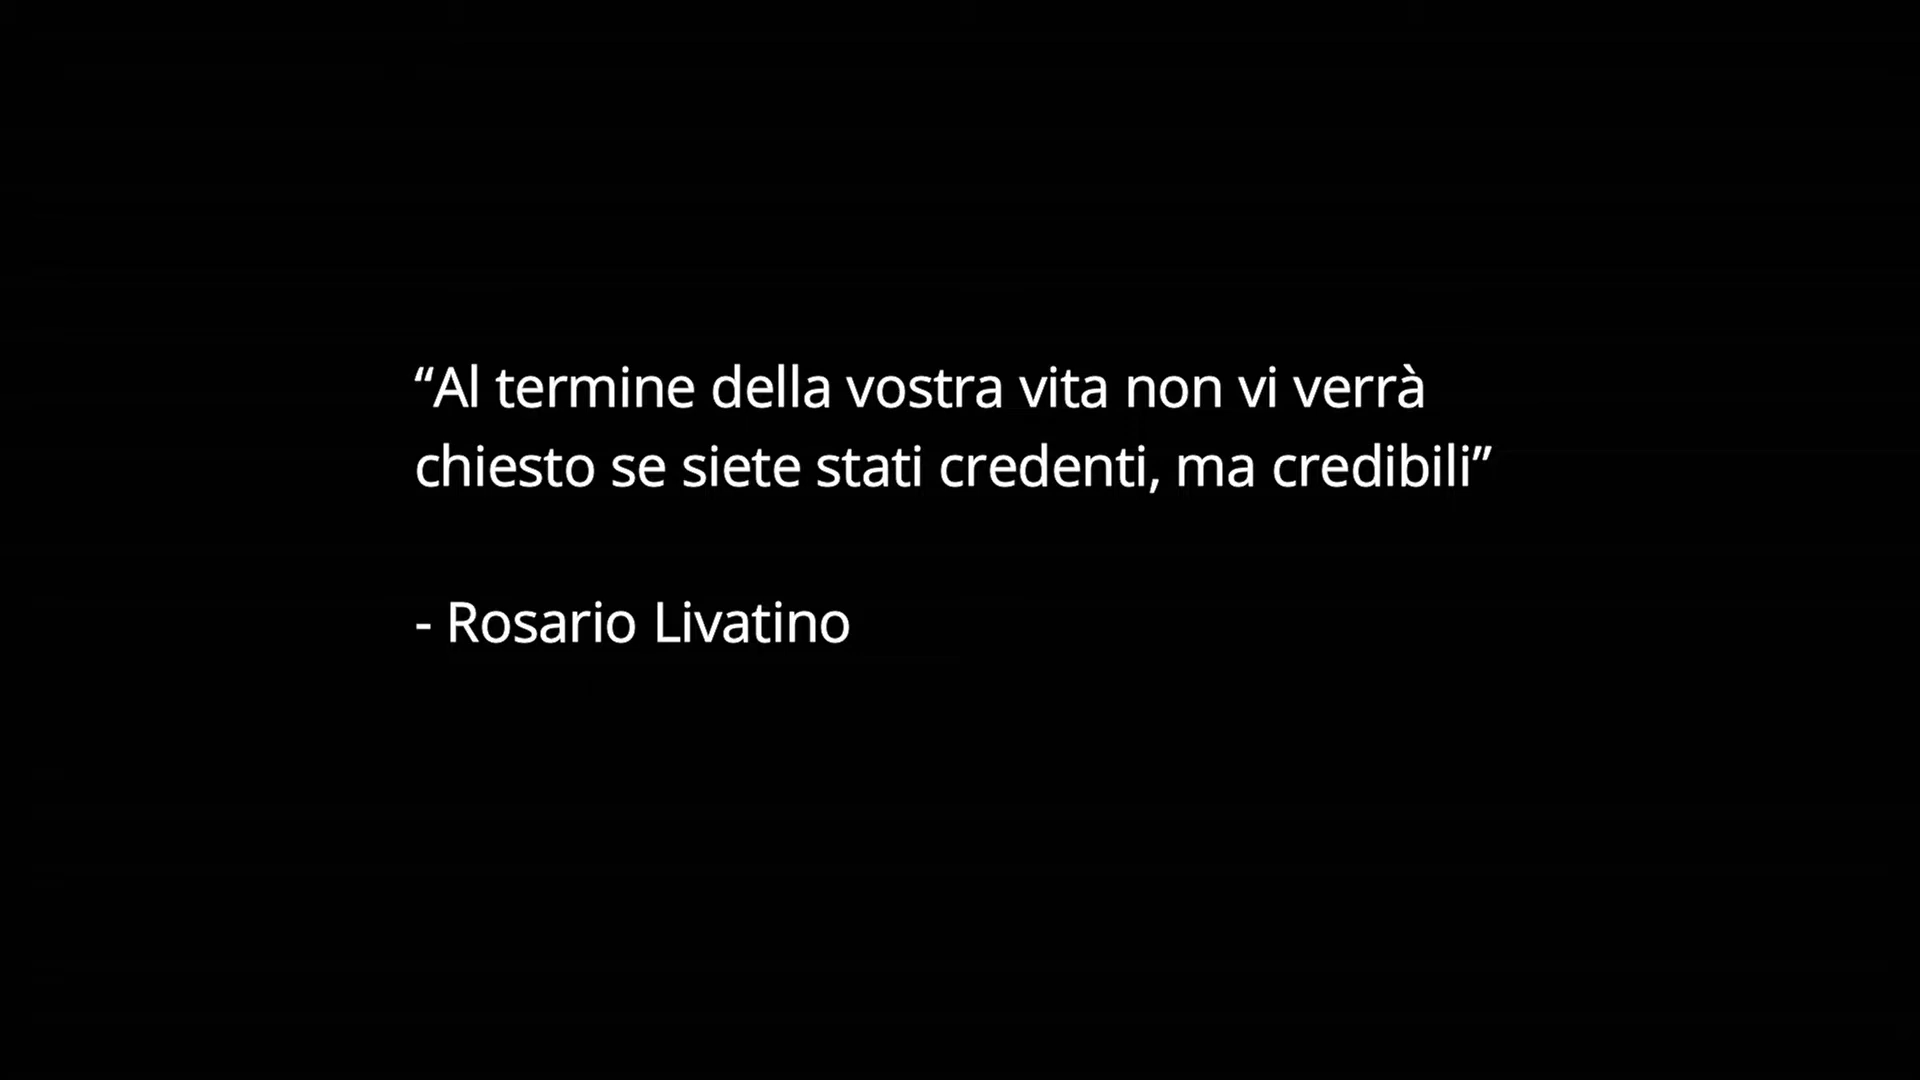 “Al termine della vostra vita non vi verrà
chiesto se siete stati credenti, ma credibili”
- Rosario Livatino